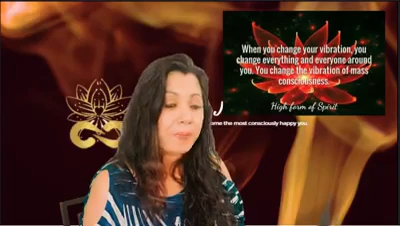 When you change your vibration, you
change everything and everyone around
you. You change the vibration of mass
consciousness.
High form of Spirit
the most consciously happy you